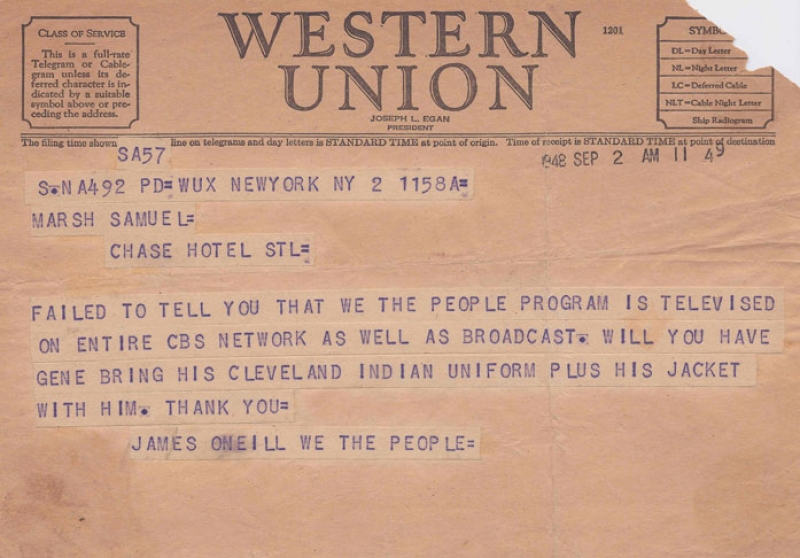 CLASS OF SERVICE
This is a full-rate
Telegram or Cable-
gram unless its de-
ferred character is in-
dicated by a suitable
symbol above or pre-
ceding the address.
WESTERN
UNION
1201
JOSEPH L. EGAN
PRESIDENT
SYMBO
DL=Day Letter
NL=Night Letter
LC=Deferred Cable
NLT=Cable Night Letter
Ship Radiogram
The filing time shown line on telegrams and day letters is STANDARD TIME at point of origin. Time of receipt is STANDARD TIME at point of destination
SA57
1948 SEP 2 AM 11 49
S.NA492 PD=WUX NEWYORK NY 2 1158A=
MARSH SAMUEL=
CHASE HOTEL STL=
FAILED TO TELL YOU THAT WE THE PEOPLE PROGRAM IS TELEVISED
ON ENTIRE CBS NETWORK AS WELL AS BROADCAST. WILL YOU HAVE
GENE BRING HIS CLEVELAND INDIAN UNIFORM PLUS HIS JACKET
WITH HIM. THANK YOU=
JAMES ONEILL WE THE PEOPLE=